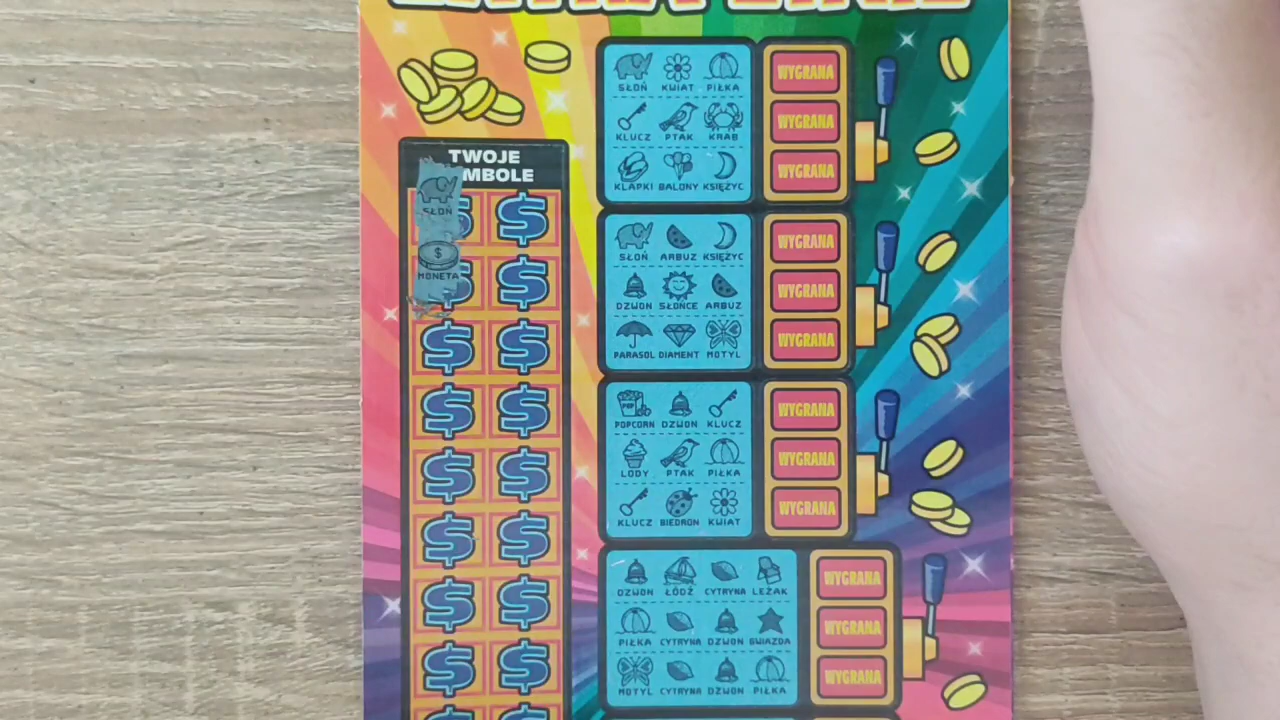 SŁOŃ KWIAT PIŁKA
WYGRANA
KLUCZ PTAK KRAB
WYGRANA
KLAPKI BALONY KSIĘŻYC
WYGRANA
TWOJE
MBOLE
SŁOŃ
MONETA
SŁOŃ ARBUZ KSIĘŻYC
WYGRANA
DZWON SŁOŃCE ARBUZ
WYGRANA
PARASOL DIAMENT MOTYL
WYGRANA
POP
POPCORN DZWON KLUCZ
WYGRANA
LODY PTAK PIŁKA
WYGRANA
KLUCZ BIEDRON KWIAT
WYGRANA
DZWON ŁÓDŹ CYTRYNA LEŻAK
WYGRANA
PIŁKA CYTRYNA DZWON GWIAZDA
WYGRANA
MOTYL CYTRYNA DZWON PIŁKA
WYGRANA